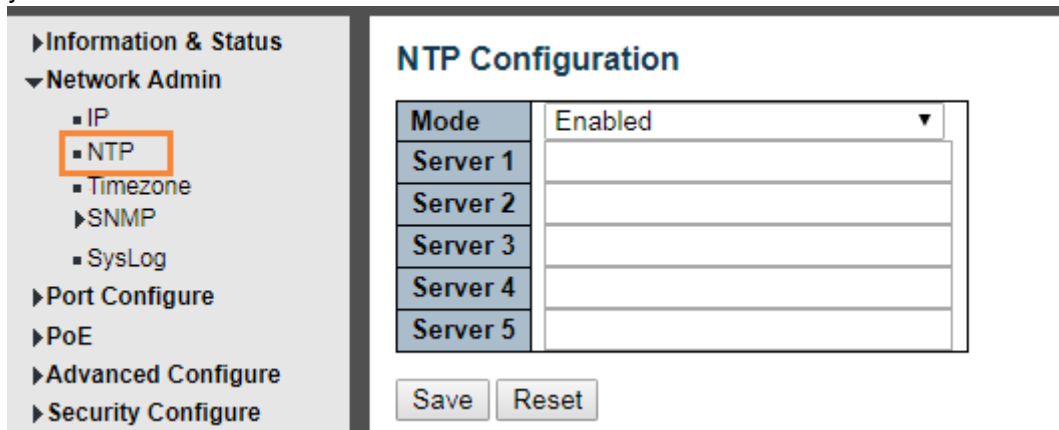 Information & Status
Network Admin
IP
NTP
Timezone
SNMP
SysLog
Port Configure
PoE
Advanced Configure
Security Configure
NTP Configuration
Mode Enabled
Server 1
Server 2
Server 3
Server 4
Server 5
Save Reset